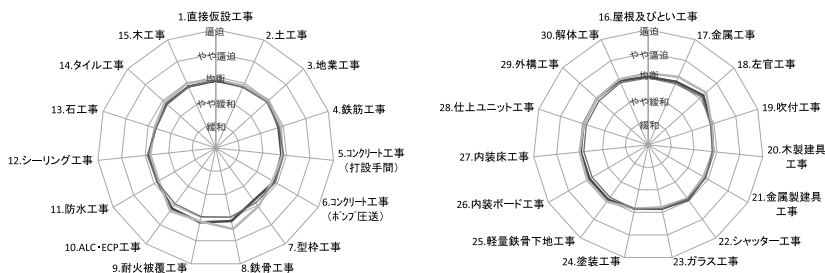 1.直接仮設工事
2.土工事
3.地業工事
4.鉄筋工事
5.コンクリート工事
(打設手間)
6.コンクリート工事
(ポンプ圧送)
7.型枠工事
8.鉄骨工事
9.耐火被覆工事
10.ALC・ECP工事
11.防水工事
12.シーリング工事
13.石工事
14.タイル工事
15.木工事
逼迫
やや逼迫
均衡
やや緩和
緩和
16.屋根及びとい工事
17.金属工事
18.左官工事
19.吹付工事
20.木製建具
工事
21.金属製建具
工事
22.シャッター工事
23.ガラス工事
24.塗装工事
25.軽量鉄骨下地工事
26.内装ボード工事
27.内装床工事
28.仕上ユニット工事
29.外構工事
30.解体工事
逼迫
やや逼迫
均衡
やや緩和
緩和